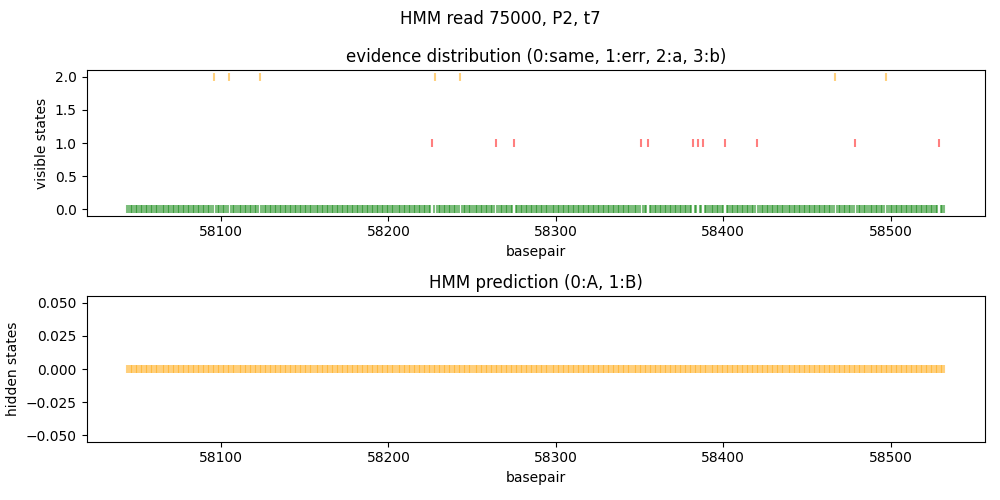 HMM read 75000, P2, t7
evidence distribution (0:same, 1:err, 2:a, 3:b)
2.0
1.5
1.0
0.5
0.0
visible states
58100 58200 58300 58400 58500
basepair
HMM prediction (0:A, 1:B)
0.050
0.025
0.000
−0.025
−0.050
hidden states
58100 58200 58300 58400 58500
basepair